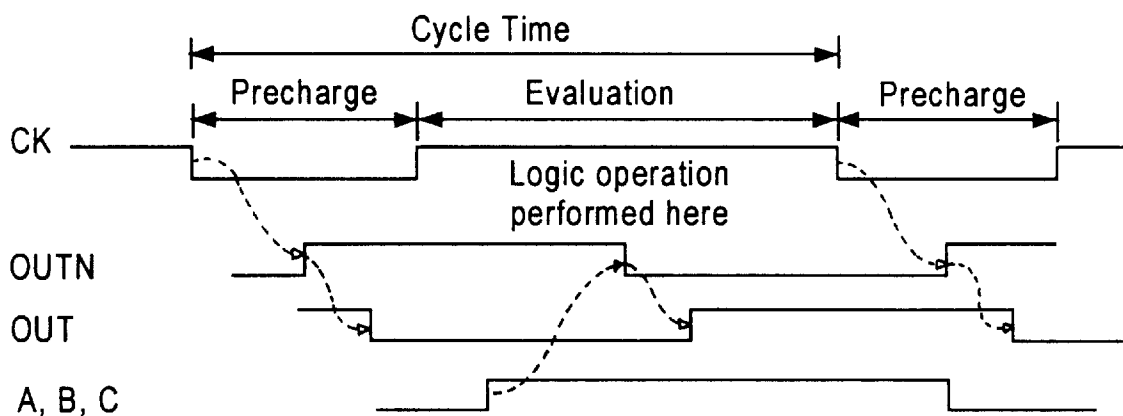 Cycle Time
Precharge
Evaluation
Precharge
CK
Logic operation
performed here
OUTN
OUT
A, B, C